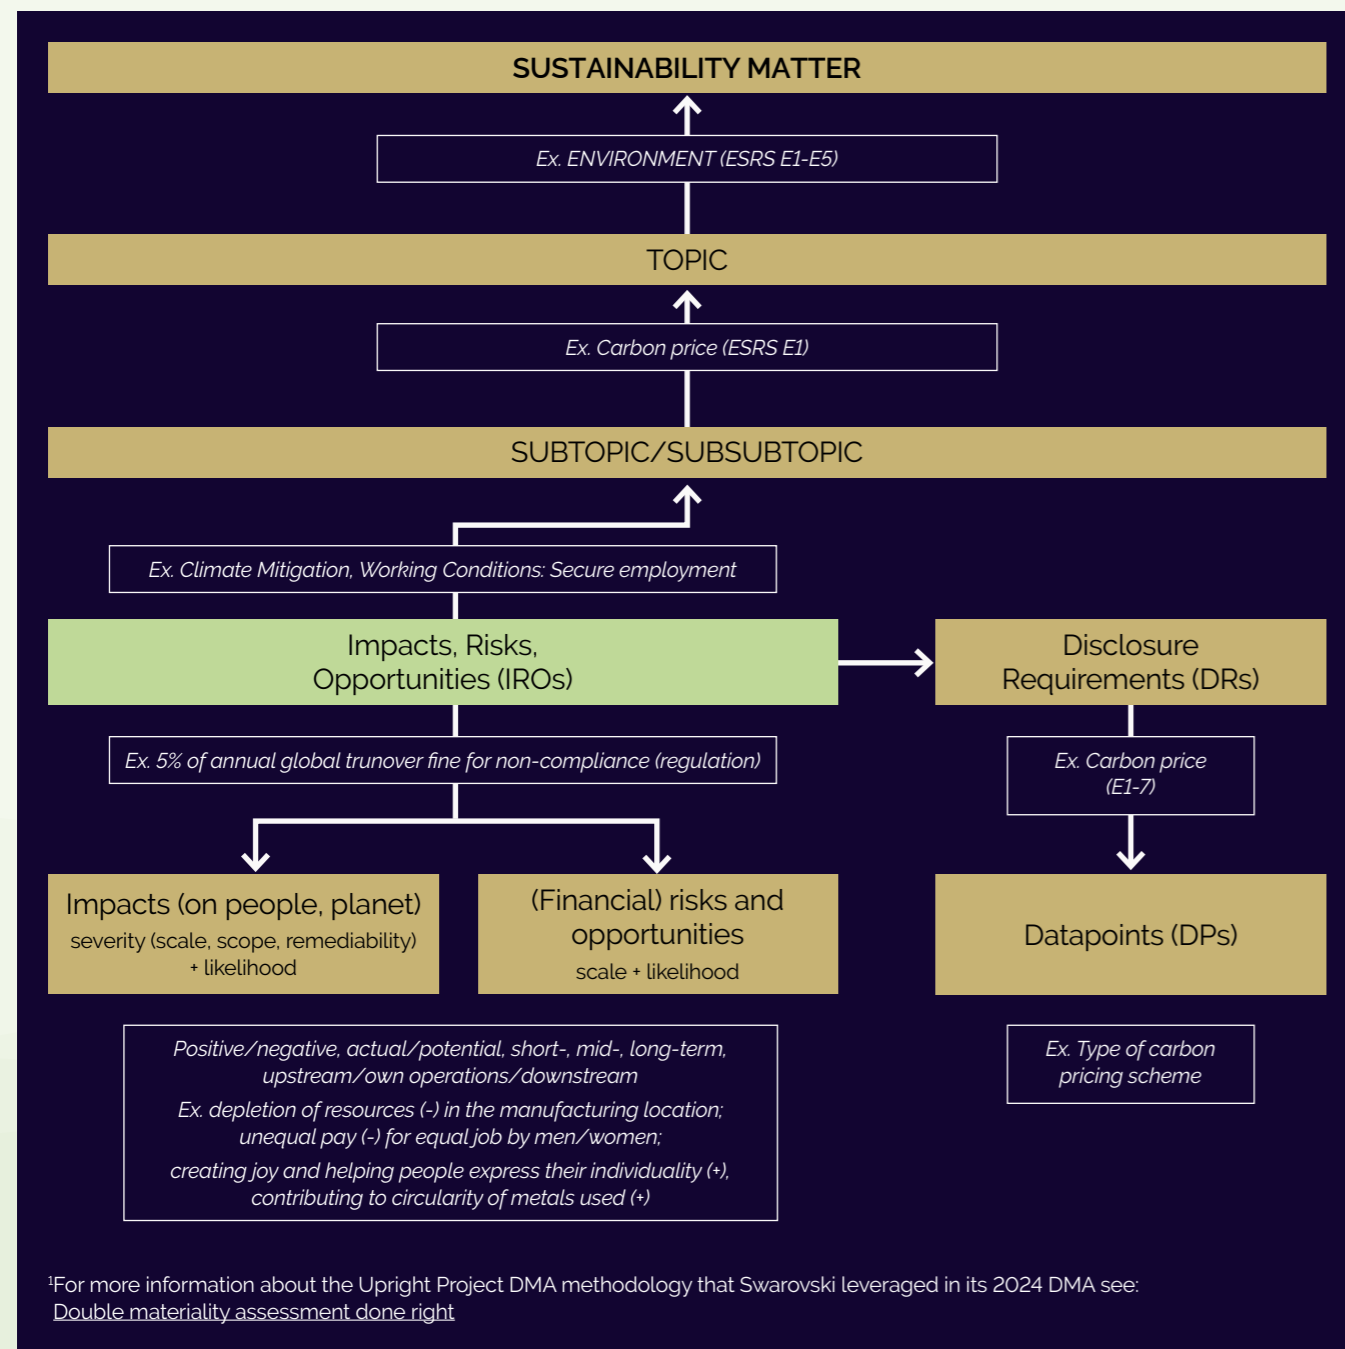 SUSTAINABILITY MATTER
Ex. ENVIRONMENT (ESRS E1-E5)
TOPIC
Ex. Carbon price (ESRS E1)
SUBTOPIC/SUBSUBTOPIC
Ex. Climate Mitigation, Working Conditions: Secure employment
Impacts, Risks,
Opportunities (IROs)
Disclosure
Requirements (DRs)
Ex. 5% of annual global trunover fine for non-compliance (regulation)
Ex. Carbon price
(E1-7)
Impacts (on people, planet)
severity (scale, scope, remediability)
+ likelihood
(Financial) risks and
opportunities
scale + likelihood
Datapoints (DPs)
Positive/negative, actual/potential, short-, mid-, long-term,
upstream/own operations/downstream
Ex. depletion of resources (-) in the manufacturing location;
unequal pay (-) for equal job by men/women;
creating joy and helping people express their individuality (+),
contributing to circularity of metals used (+)
Ex. Type of carbon
pricing scheme
¹For more information about the Upright Project DMA methodology that Swarovski leveraged in its 2024 DMA see:
Double materiality assessment done right